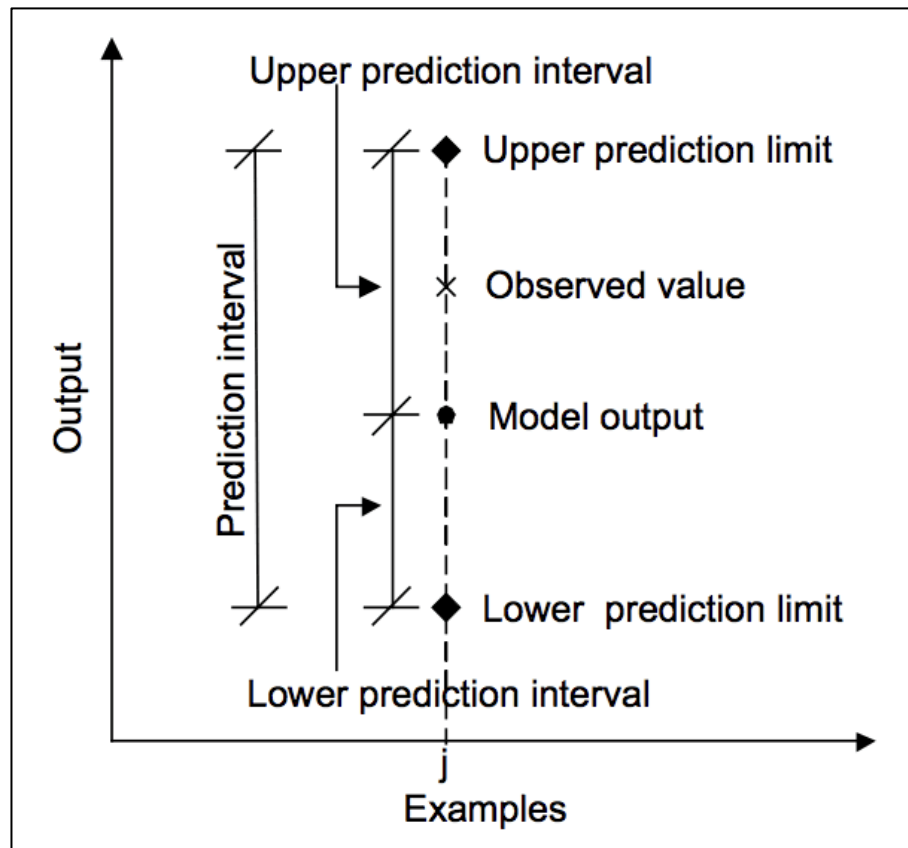 Upper prediction interval
Upper prediction limit
Observed value
Prediction interval
Output
Model output
Lower prediction limit
Lower prediction interval
j
Examples